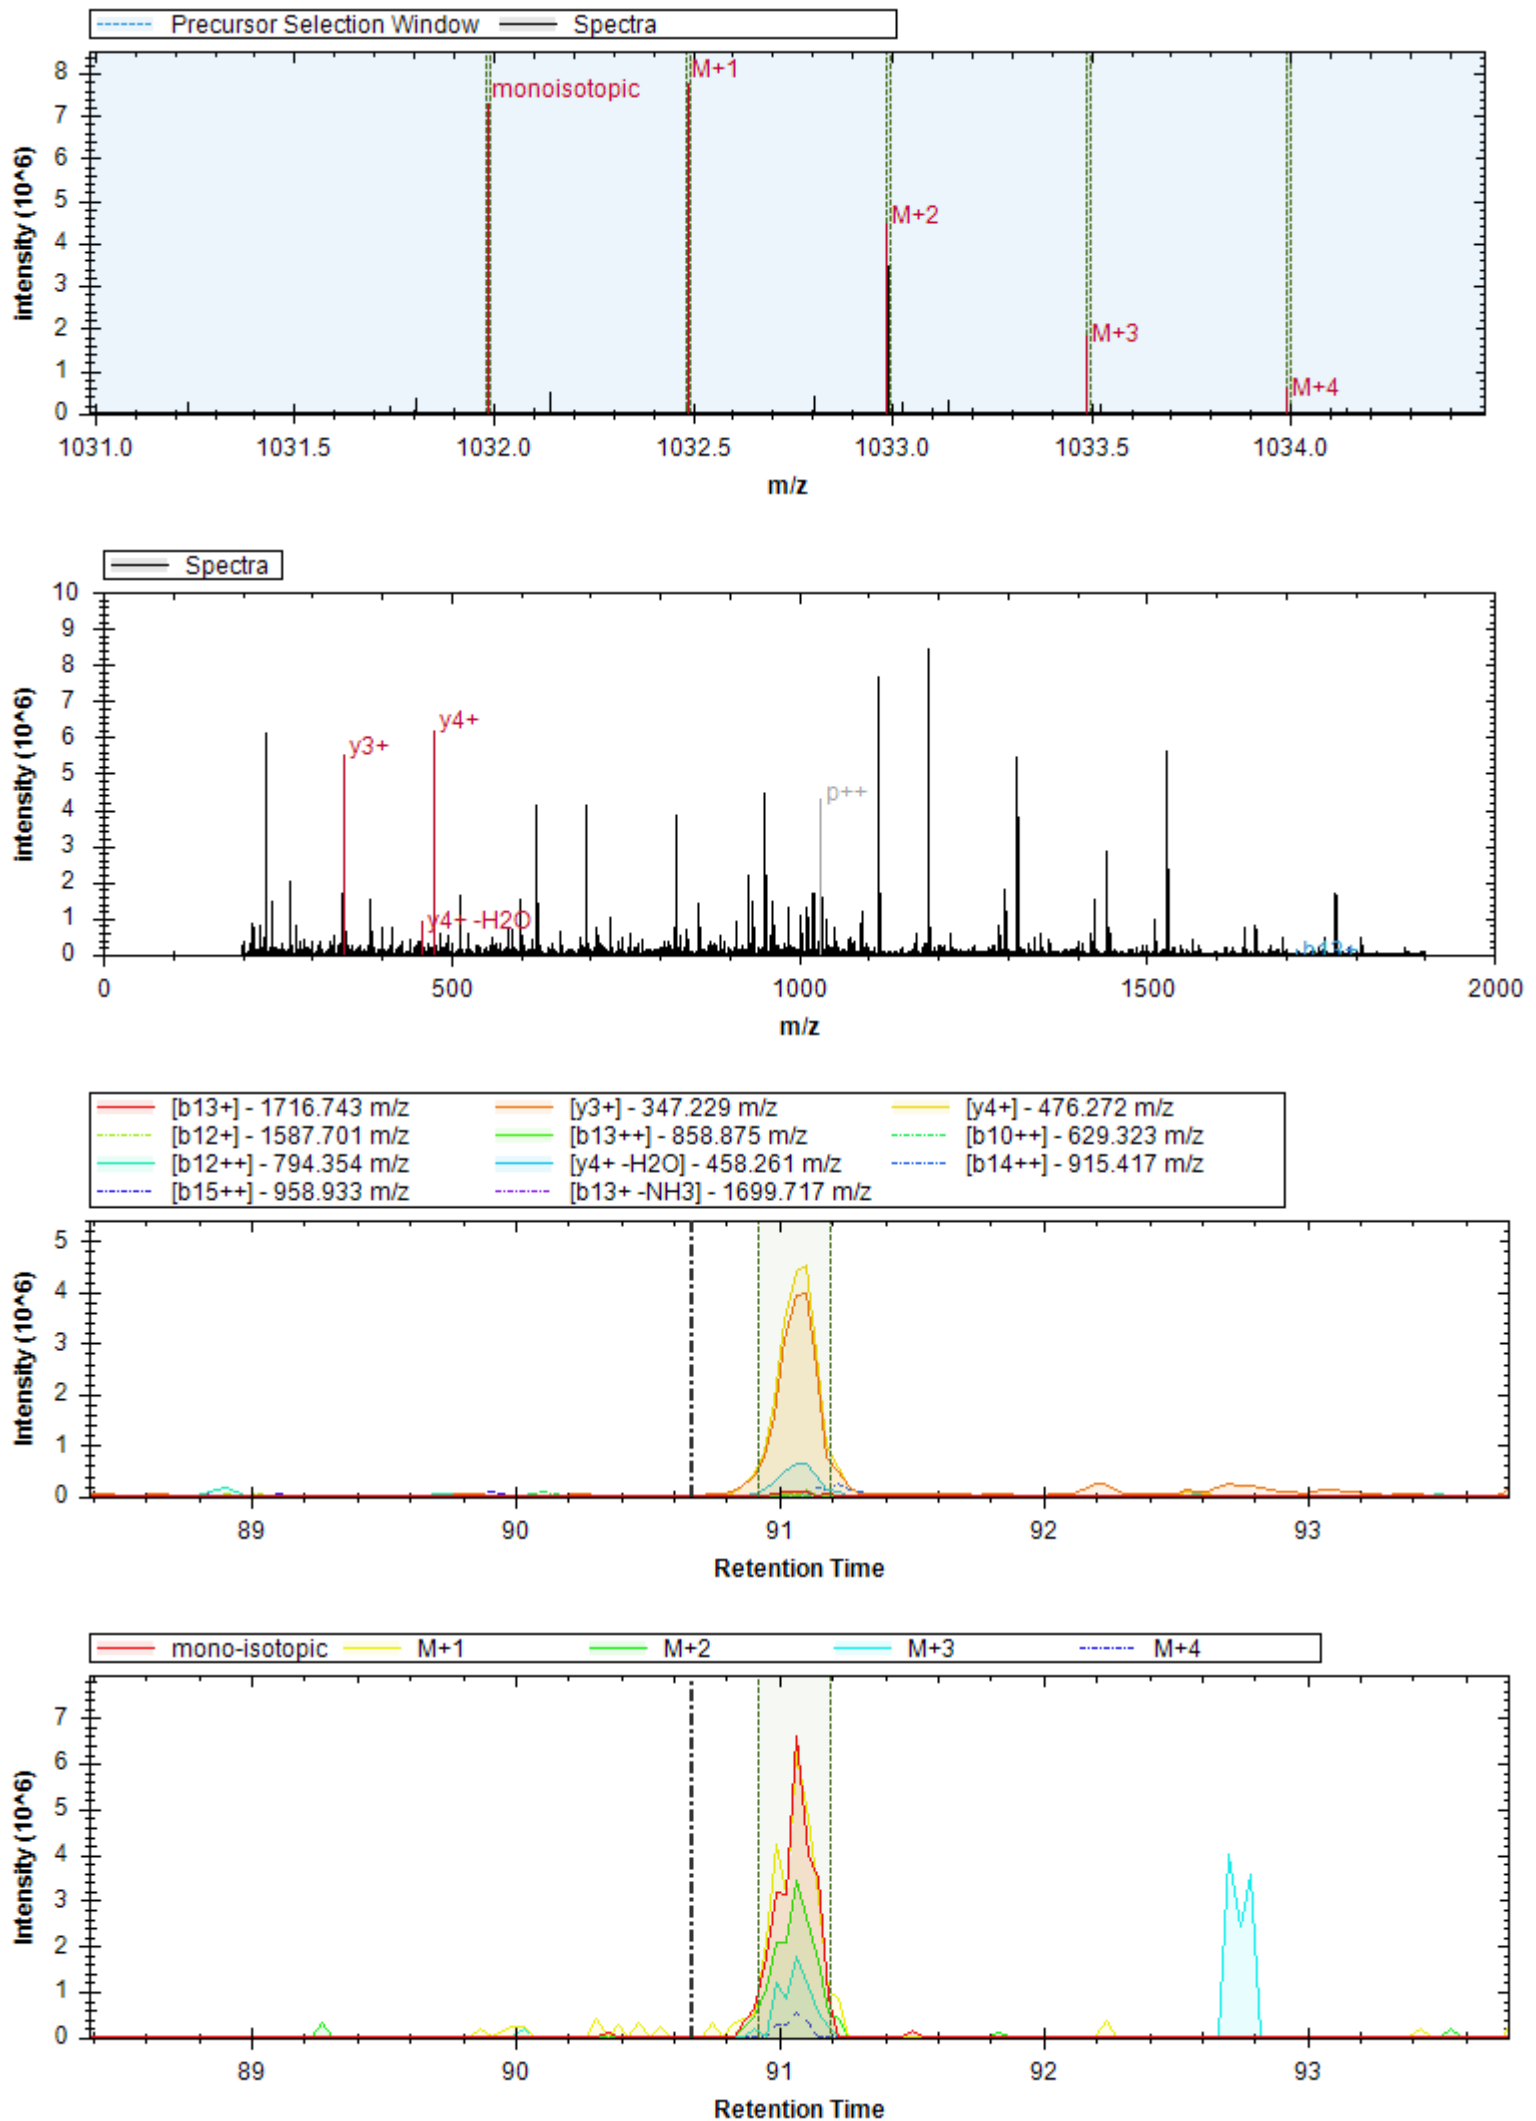 Precursor Selection Window Spectra
intensity (10^6)
8
7
6
5
4
3
2
1
0
monoisotopic
M+1
M+2
M+3
M+4
1031.0 1031.5 1032.0 1032.5 1033.0 1033.5 1034.0
m/z
Spectra
intensity (10^6)
10
9
8
7
6
5
4
3
2
1
0
y3+
y4+
y4+ -H2O
p++
b13+
0 500 1000 1500 2000
m/z
[b13+] - 1716.743 m/z [y3+] - 347.229 m/z [y4+] - 476.272 m/z
[b12+] - 1587.701 m/z [b13++] - 858.875 m/z [b10++] - 629.323 m/z
[b12++] - 794.354 m/z [y4+ -H2O] - 458.261 m/z [b14++] - 915.417 m/z
[b15++] - 958.933 m/z [b13+ -NH3] - 1699.717 m/z
Intensity (10^6)
5
4
3
2
1
0
89 90 91 92 93
Retention Time
mono-isotopic M+1 M+2 M+3 M+4
Intensity (10^6)
7
6
5
4
3
2
1
0
89 90 91 92 93
Retention Time